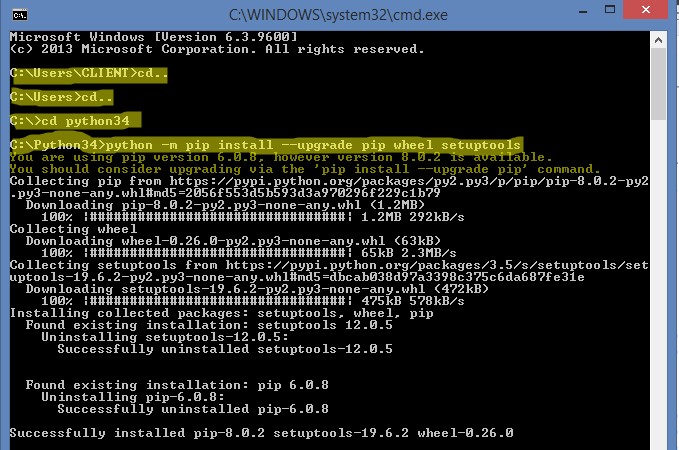 C:\WINDOWS\system32\cmd.exe
Microsoft Windows [Version 6.3.9600]
(c) 2013 Microsoft Corporation. All rights reserved.
C:\Users\CLIENT>cd..
C:\Users>cd..
C:\>cd python34
C:\Python34>python -m pip install --upgrade pip wheel setuptools
You are using pip version 6.0.8, however version 8.0.2 is available.
You should consider upgrading via the 'pip install --upgrade pip' command.
Collecting pip from https://pypi.python.org/packages/py2.py3/p/pip/pip-8.0.2-py2
.py3-none-any.whl#md5=2056f553d5b593d3a970296f229c1b79
Downloading pip-8.0.2-py2.py3-none-any.whl (1.2MB)
100% |################################| 1.2MB 292kB/s
Collecting wheel
Downloading wheel-0.26.0-py2.py3-none-any.whl (63kB)
100% |################################| 65kB 2.3MB/s
Collecting setuptools from https://pypi.python.org/packages/3.5/s/setuptools/set
uptools-19.6.2-py2.py3-none-any.whl#md5=dbcab038d97a3398c375c6da687fe31e
Downloading setuptools-19.6.2-py2.py3-none-any.whl (472kB)
100% |################################| 475kB 578kB/s
Installing collected packages: setuptools, wheel, pip
Found existing installation: setuptools 12.0.5
Uninstalling setuptools-12.0.5:
Successfully uninstalled setuptools-12.0.5
Found existing installation: pip 6.0.8
Uninstalling pip-6.0.8:
Successfully uninstalled pip-6.0.8
Successfully installed pip-8.0.2 setuptools-19.6.2 wheel-0.26.0